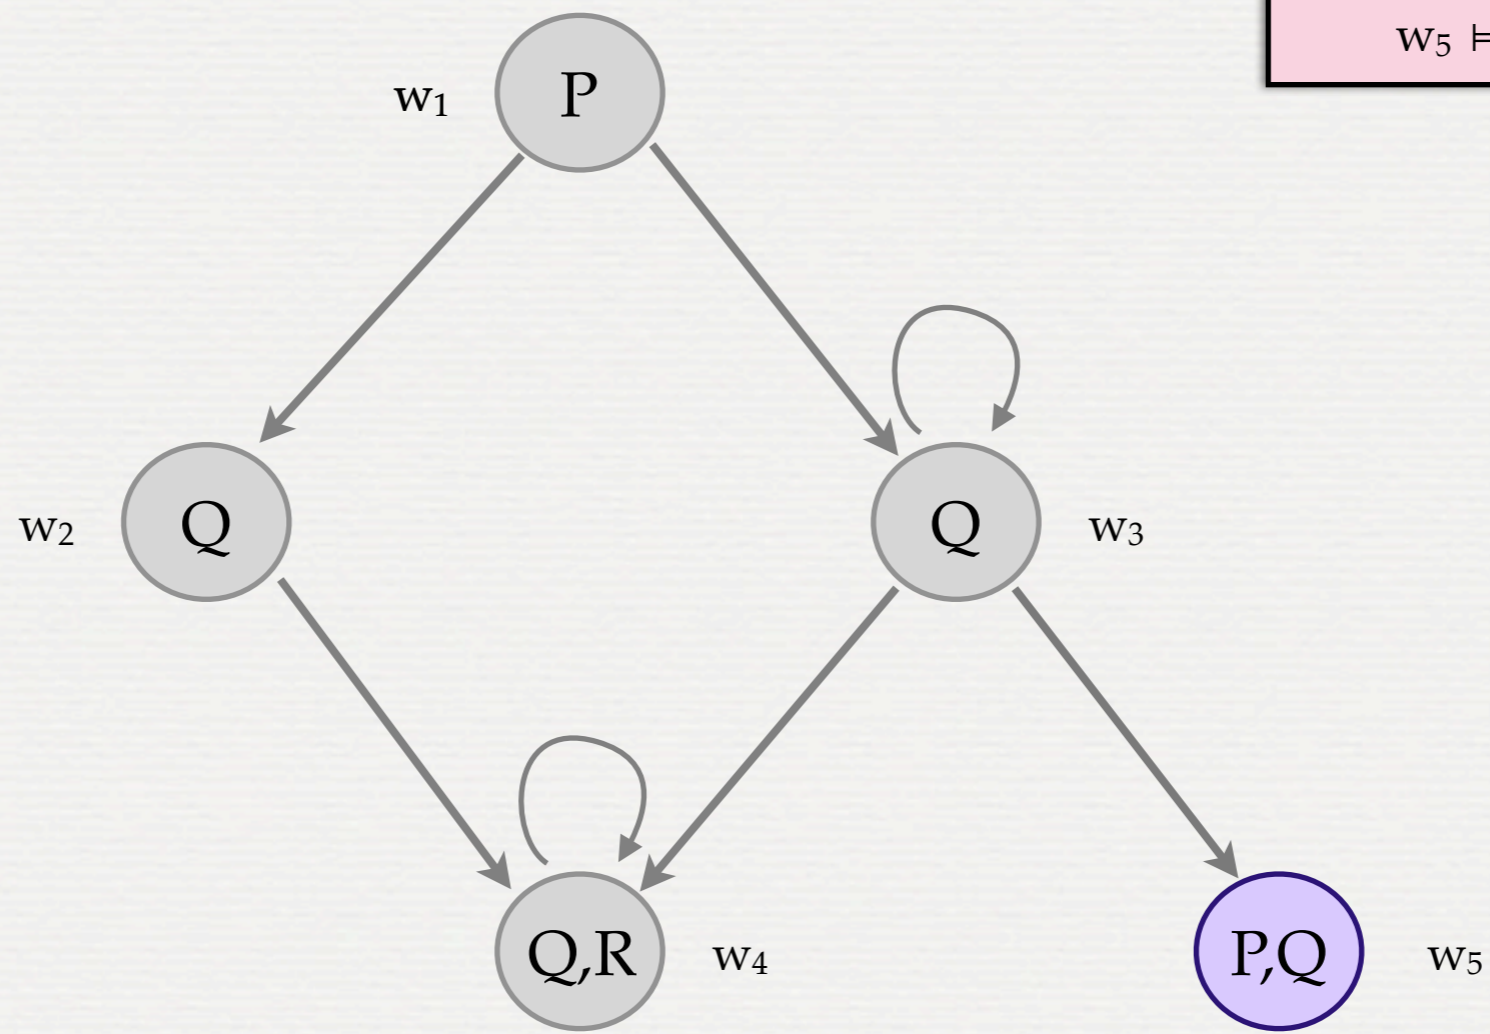 w₅ ⊨
w₁ P
w₂ Q Q w₃
Q,R w₄ P,Q w₅